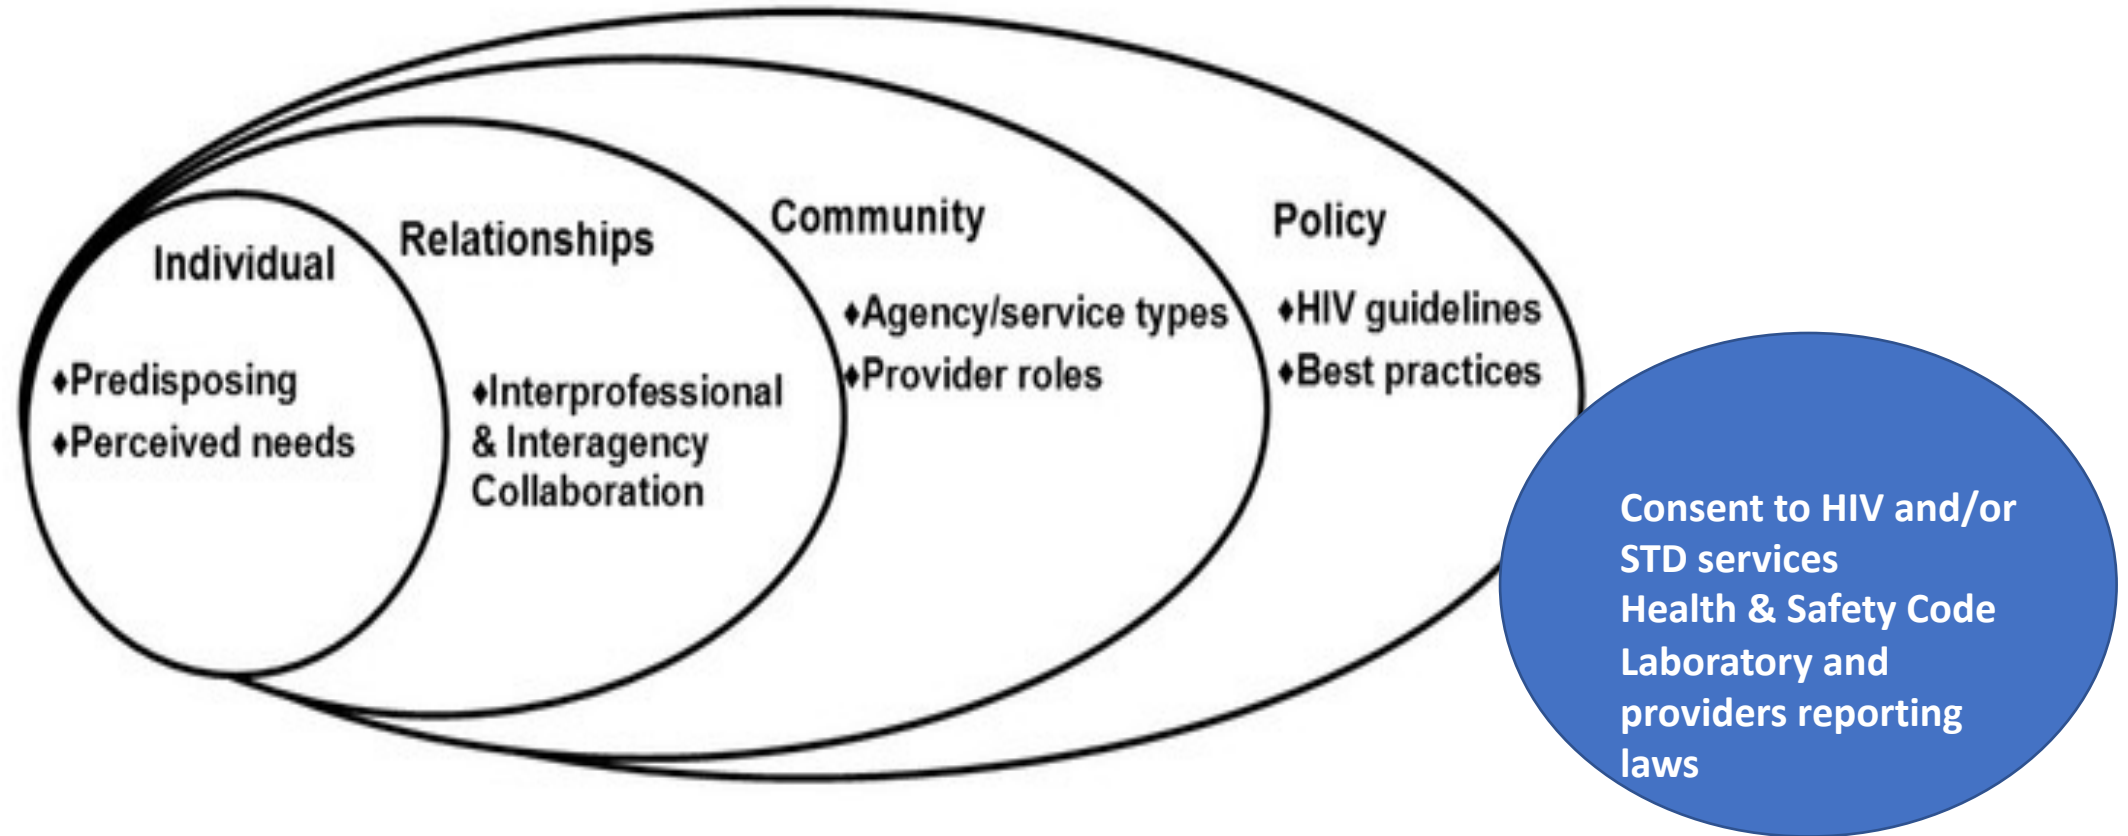 Individual
♦Predisposing
♦Perceived needs
Relationships
♦Interprofessional
& Interagency
Collaboration
Community
♦Agency/service types
♦Provider roles
Policy
♦HIV guidelines
♦Best practices
Consent to HIV and/or
STD services
Health & Safety Code
Laboratory and
providers reporting
laws